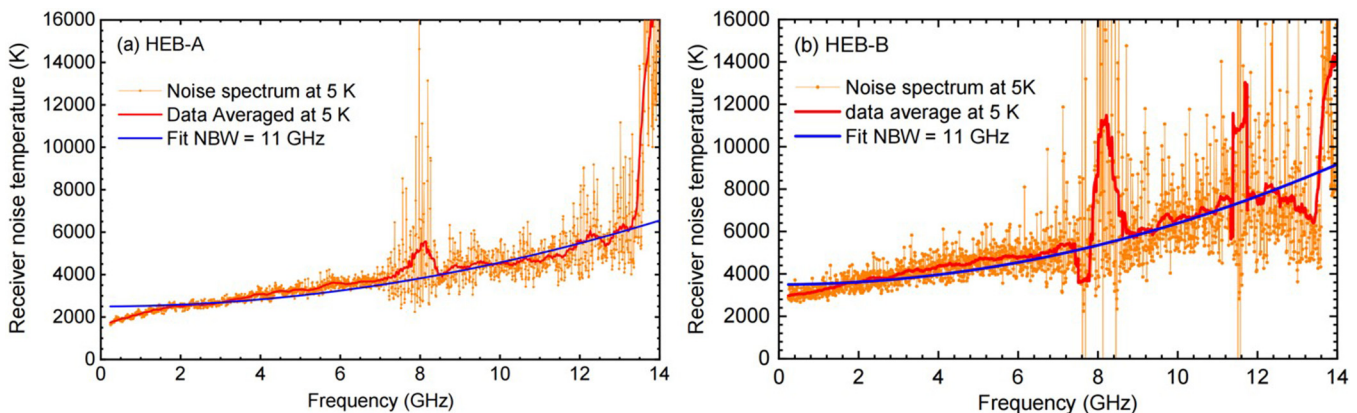 (a) HEB-A
Noise spectrum at 5 K
Data Averaged at 5 K
Fit NBW = 11 GHz
Receiver noise temperature (K)
16000
14000
12000
10000
8000
6000
4000
2000
0
0 2 4 6 8 10 12 14
Frequency (GHz)
(b) HEB-B
Noise spectrum at 5K
data average at 5 K
Fit NBW = 11 GHz
Receiver noise temperature (K)
16000
14000
12000
10000
8000
6000
4000
2000
0
0 2 4 6 8 10 12 14
Frequency (GHz)